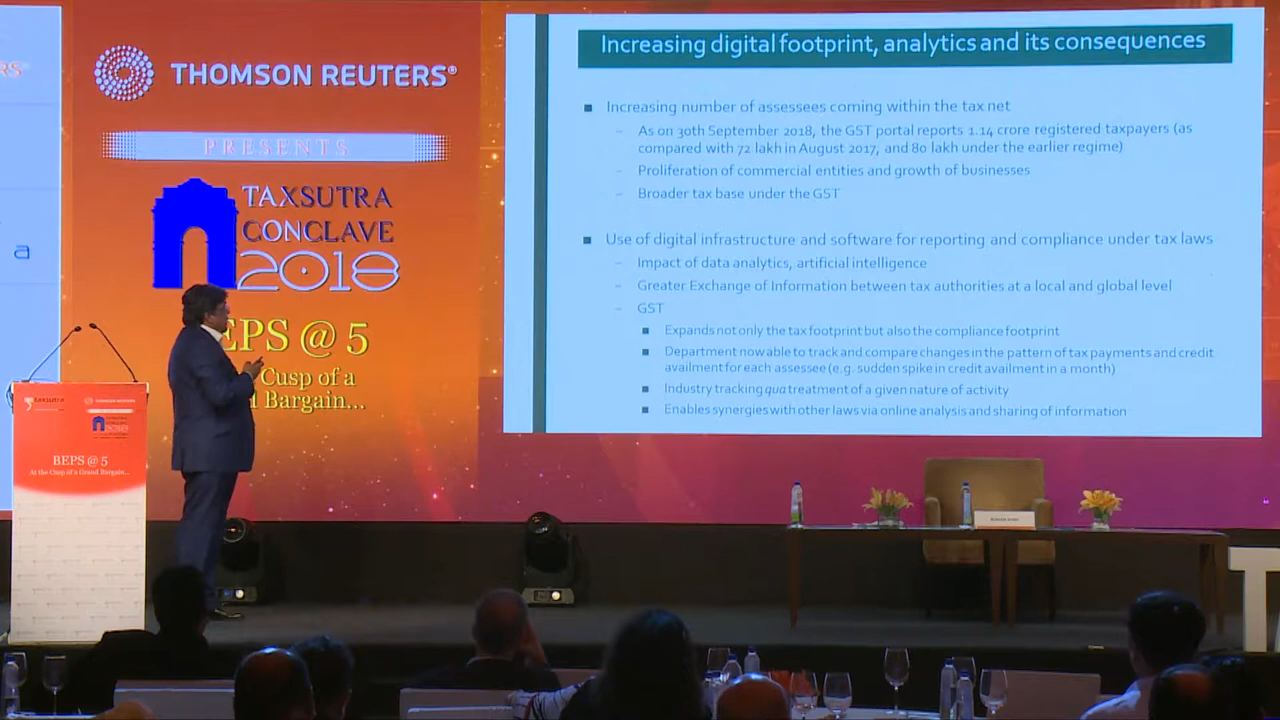 RS
a
THOMSON REUTERS®
PRESENTS
TAXSUTRA
CONCLAVE
2018
BEPS @ 5
Cusp of a
Bargain...
Increasing digital footprint, analytics and its consequences
Increasing number of assessees coming within the tax net
As on 30th September 2018, the GST portal reports 1.14 crore registered taxpayers (as
compared with 72 lakh in August 2017, and 80 lakh under the earlier regime)
Proliferation of commercial entities and growth of businesses
Broader tax base under the GST
Use of digital infrastructure and software for reporting and compliance under tax laws
Impact of data analytics, artificial intelligence
Greater Exchange of Information between tax authorities at a local and global level
GST
Expands not only the tax footprint but also the compliance footprint
Department now able to track and compare changes in the pattern of tax payments and credit
availment for each assessee (e.g. sudden spike in credit availment in a month)
Industry tracking qua treatment of a given nature of activity
Enables synergies with other laws via online analysis and sharing of information
TAXSUTRA
THOMSON REUTERS
TAXSUTRA
CONCLAVE
2018
BEPS @ 5
At the Cusp of a Grand Bargain...
T